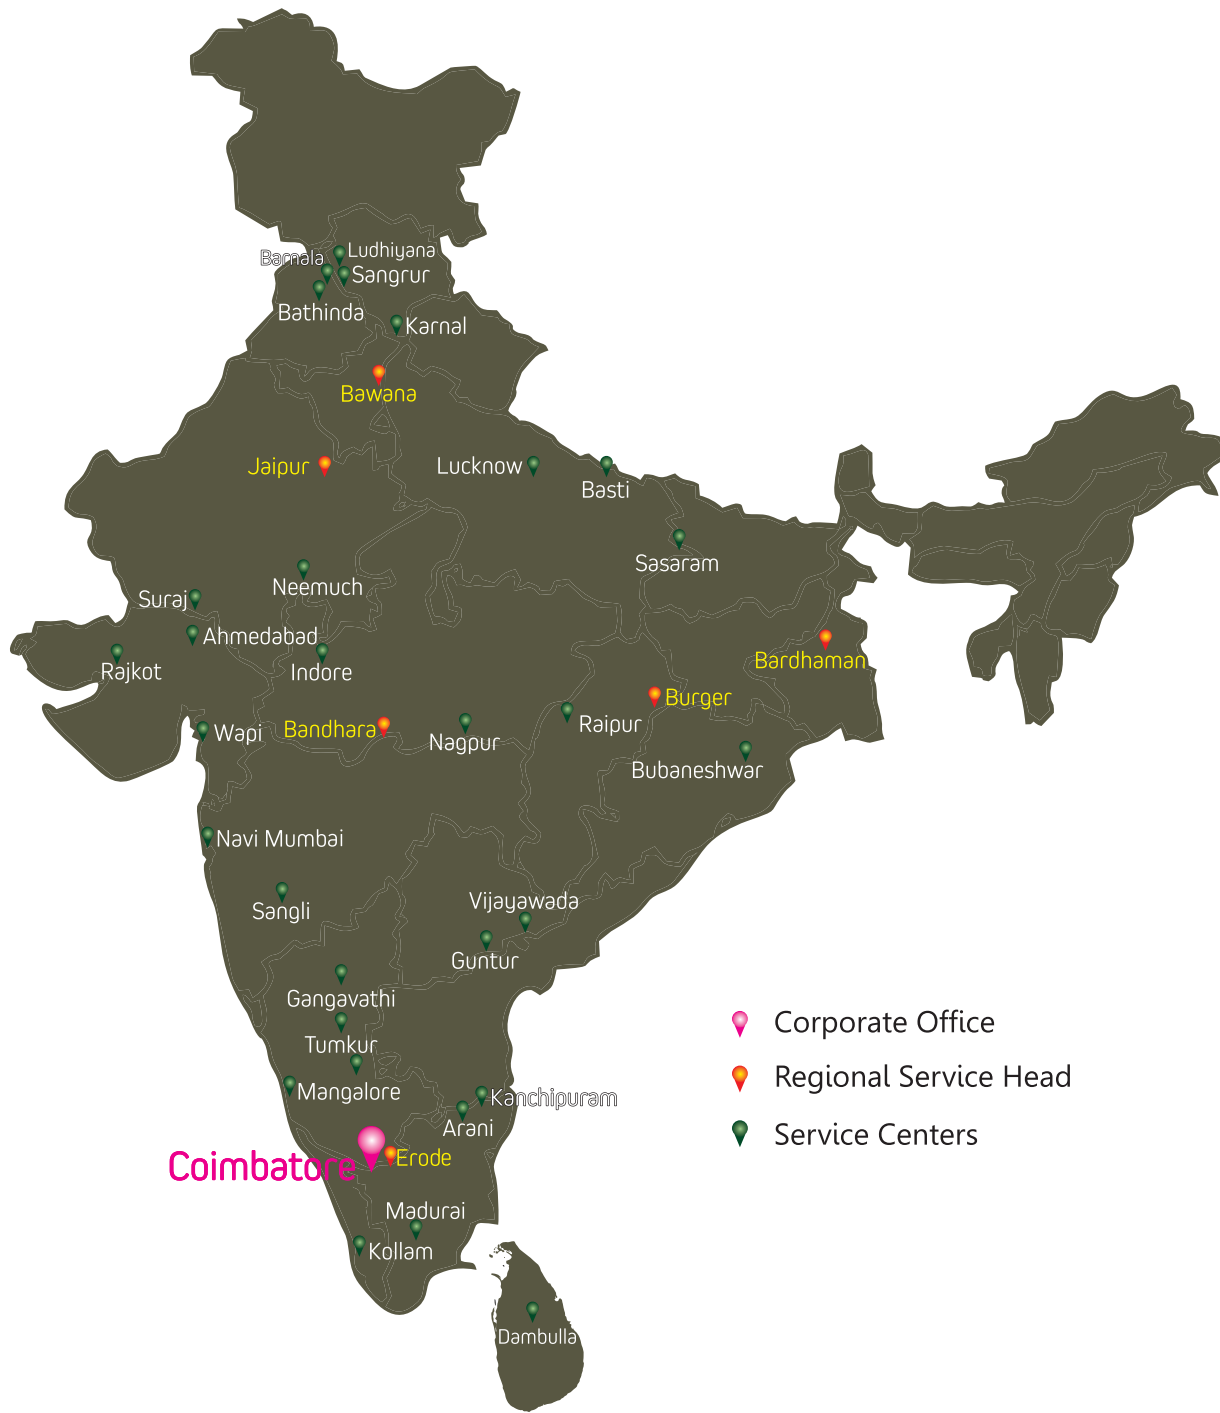 Ludhiyana
Barnala
Sangrur
Bathinda
Karnal
Bawana
Jaipur
Lucknow
Basti
Sasaram
Neemuch
Suraj
Ahmedabad
Rajkot
Indore
Bardhaman
Burger
Wapi
Bandhara
Nagpur
Raipur
Bubaneshwar
Navi Mumbai
Sangli
Vijayawada
Guntur
Gangavathi
Corporate Office
Tumkur
Regional Service Head
Mangalore
Kanchipuram
Arani
Service Centers
Coimbatore
Erode
Madurai
Kollam
Dambulla